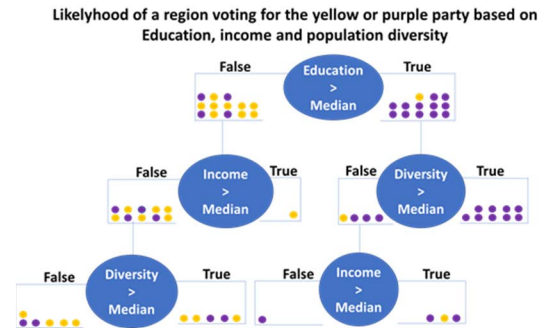 Likelyhood of a region voting for the yellow or purple party based on
Education, income and population diversity
False
Education
>
Median
True
False
Income
>
Median
True
False
Diversity
>
Median
True
False
Diversity
>
Median
True
False
Income
>
Median
True